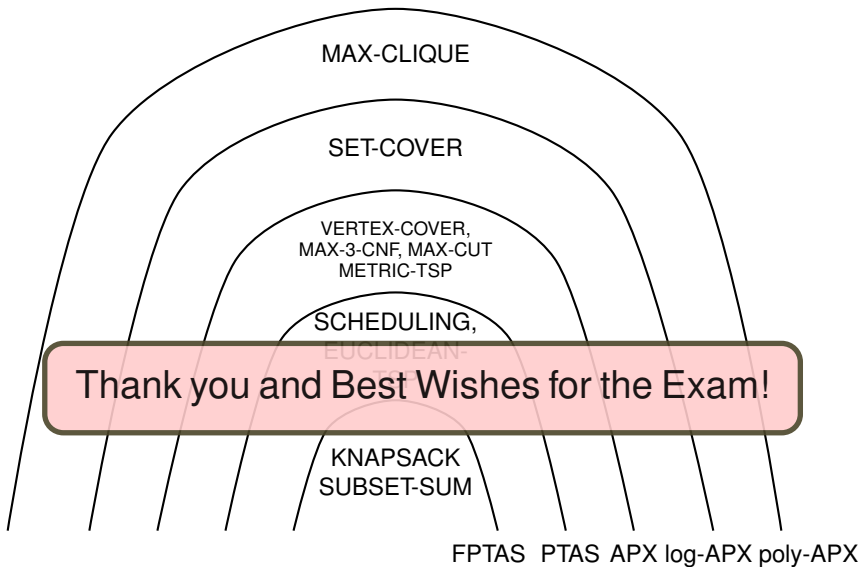 MAX-CLIQUE
SET-COVER
VERTEX-COVER,
MAX-3-CNF, MAX-CUT
METRIC-TSP
SCHEDULING,
EUCLIDEAN-
TSP
Thank you and Best Wishes for the Exam!
KNAPSACK
SUBSET-SUM
FPTAS PTAS APX log-APX poly-APX